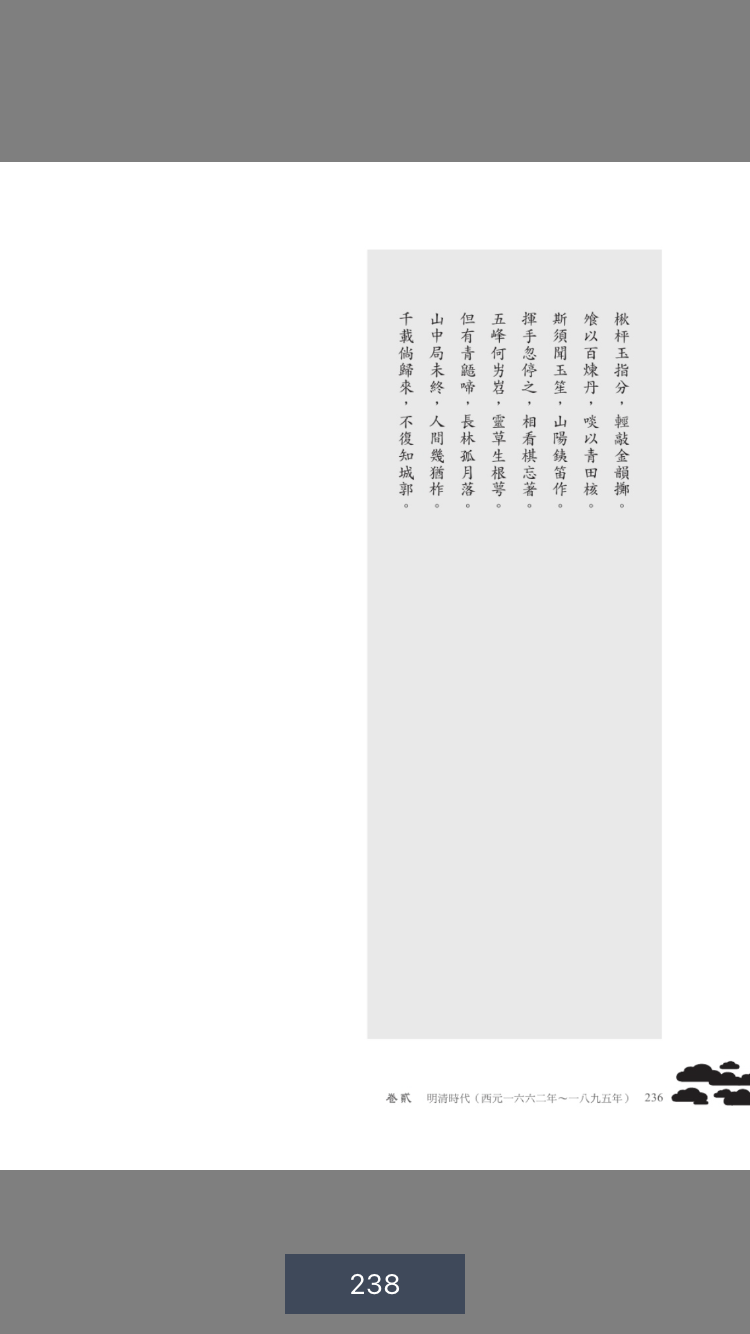 楸枰玉指分，輕敲金韻擲。
飧以百煉丹，啖以青田核。
斯須聞玉笙，山陽鐵笛作。
揮手忽停之，相看棋忘著。
五峰何岃岧，靈草生根萼。
但有青鼯啼，長林孤月落。
山中局未終，人間幾猶柞。
千載倘歸來，不復知城郭。
卷貳 明清時代（西元一六六二年～一八九五年） 236
238